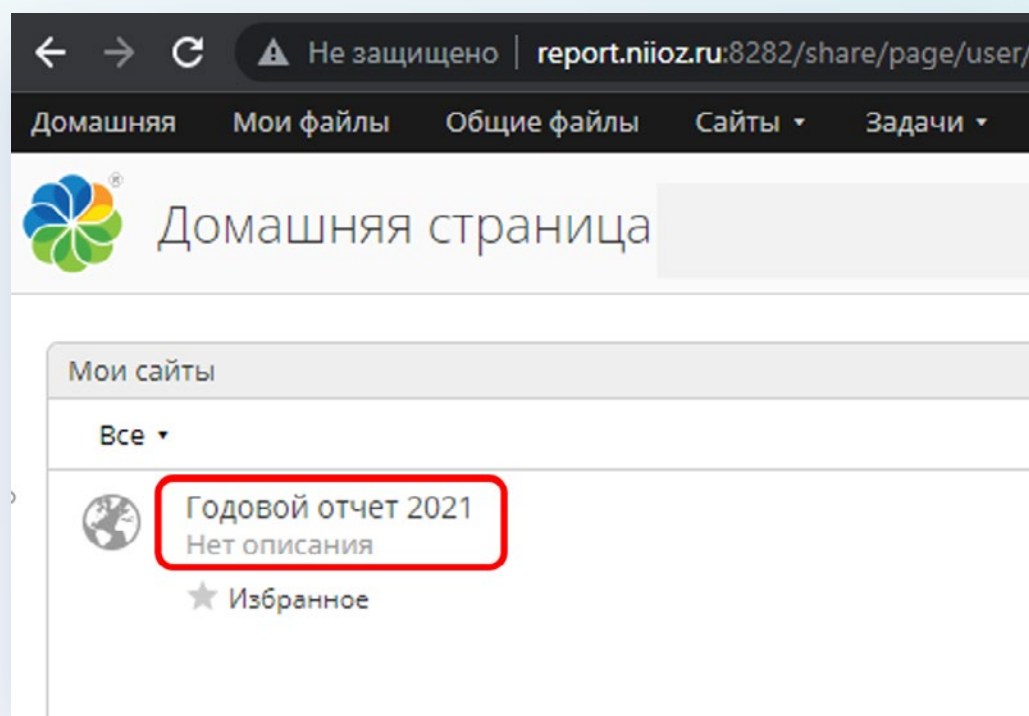 Не защищено | report.niioz.ru:8282/share/page/user/
Домашняя Мои файлы Общие файлы Сайты Задачи
®
Домашняя страница
Мои сайты
Все
Годовой отчет 2021
Нет описания
Избранное